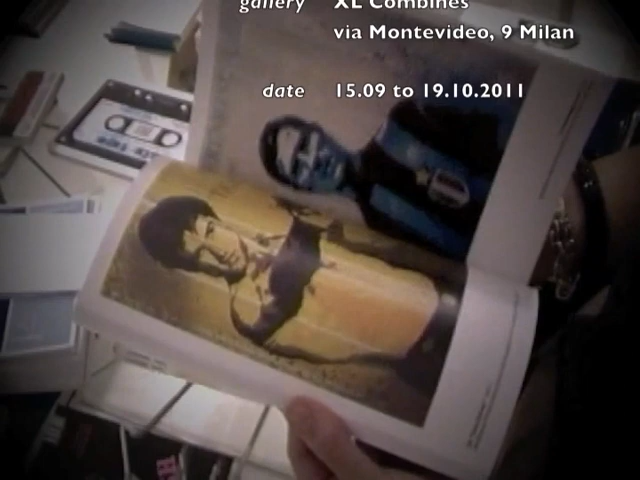 gallery XL Combines
via Montevideo, 9 Milan
date 15.09 to 19.10.2011